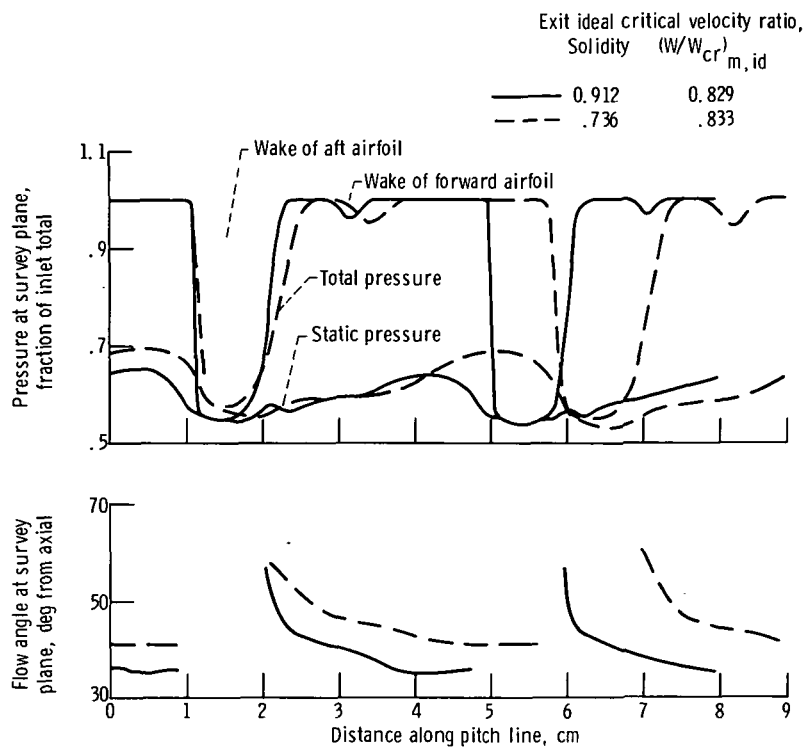 Exit ideal critical velocity ratio,
Solidity (W/Wcr)m, id
0.912 0.829
.736 .833
1.1
.9
.7
.5
Pressure at survey plane,
fraction of inlet total
Wake of aft airfoil
Wake of forward airfoil
Total pressure
Static pressure
70
50
30
Flow angle at survey
plane, deg from axial
0 1 2 3 4 5 6 7 8 9
Distance along pitch line, cm